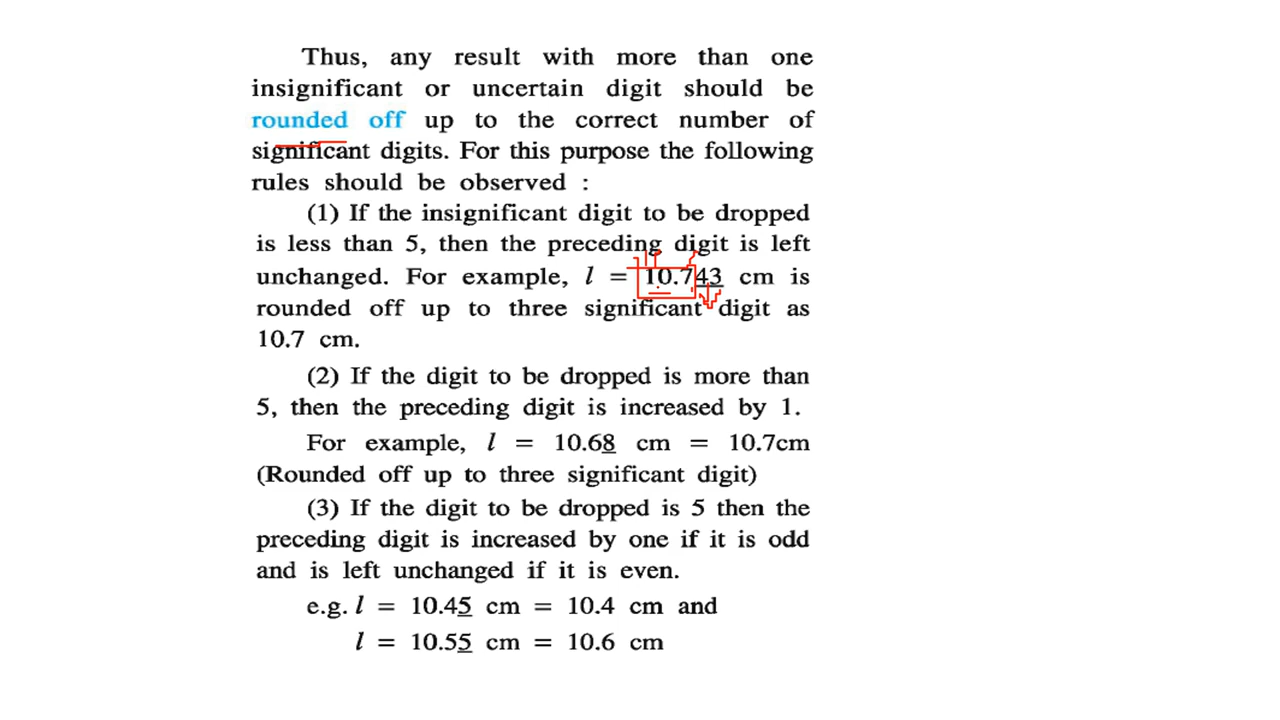 Thus, any result with more than one
insignificant or uncertain digit should be
rounded off up to the correct number of
significant digits. For this purpose the following
rules should be observed :
(1) If the insignificant digit to be dropped
is less than 5, then the preceding digit is left
unchanged. For example, l = 10.743 cm is
rounded off up to three significant digit as
10.7 cm.
(2) If the digit to be dropped is more than
5, then the preceding digit is increased by 1.
For example, l = 10.68 cm = 10.7cm
(Rounded off up to three significant digit)
(3) If the digit to be dropped is 5 then the
preceding digit is increased by one if it is odd
and is left unchanged if it is even.
e.g. l = 10.45 cm = 10.4 cm and
l = 10.55 cm = 10.6 cm